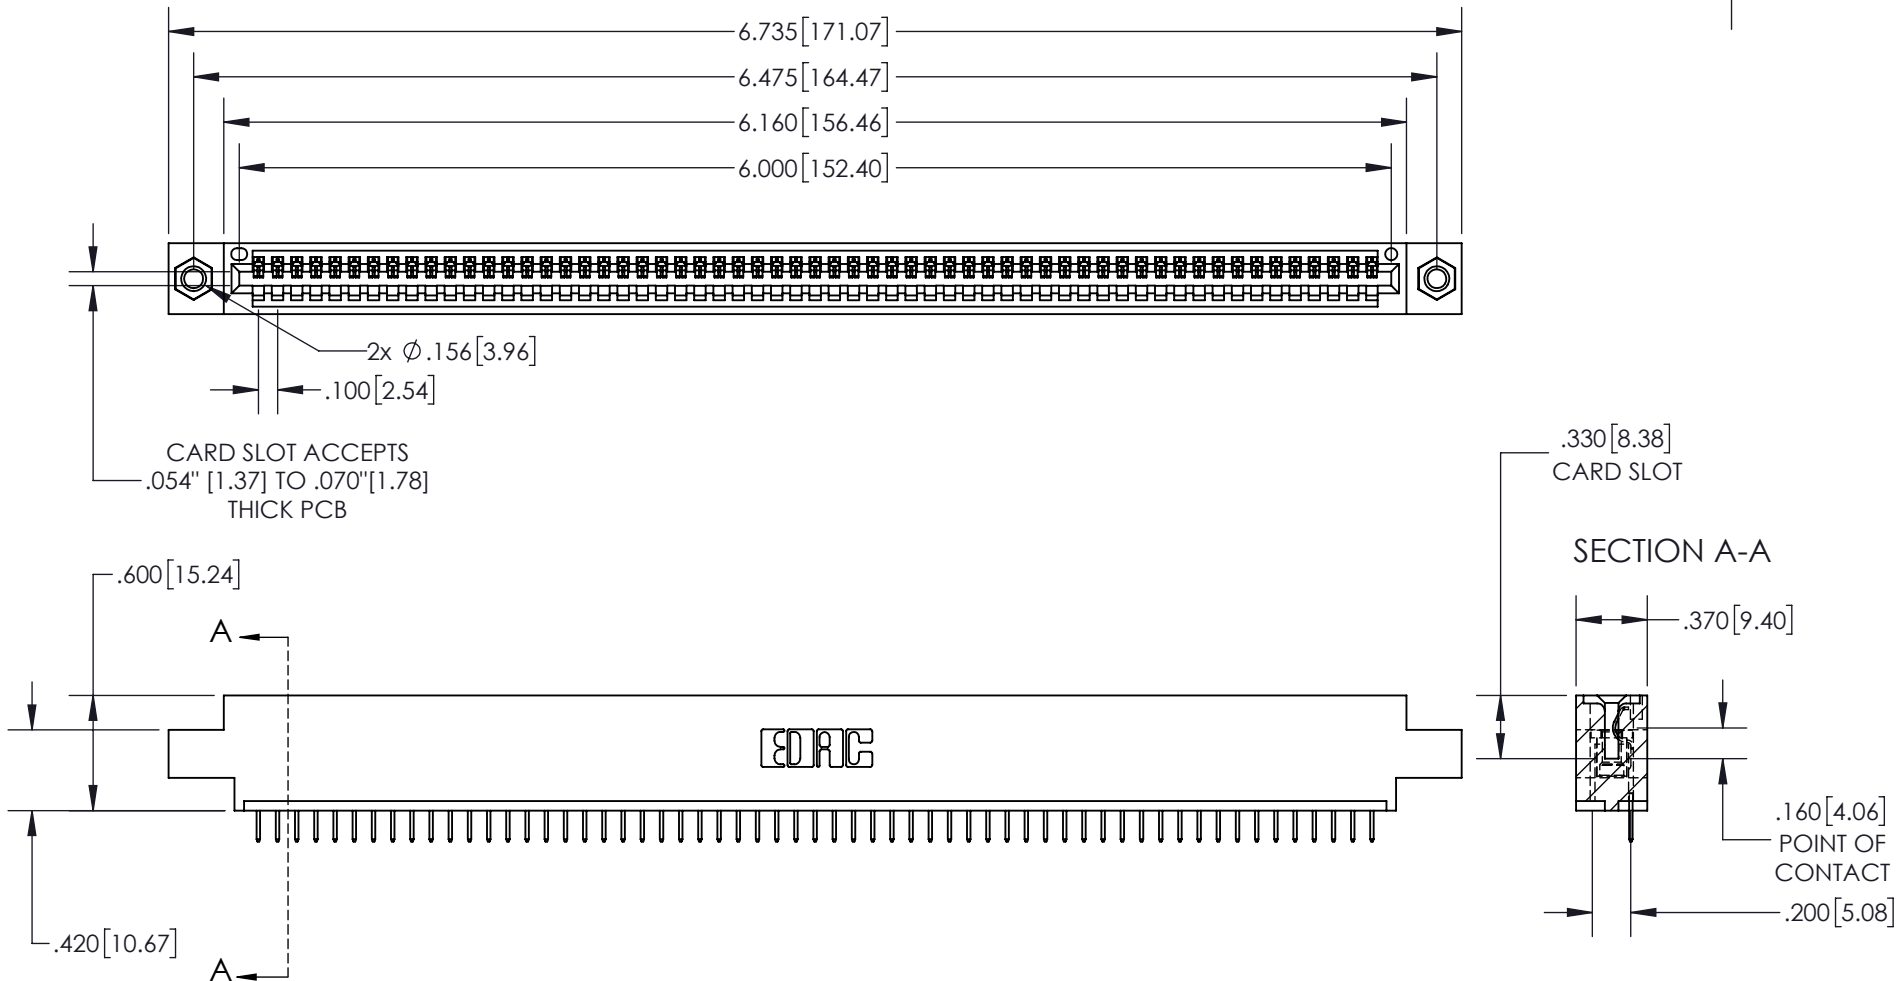 6.735[171.07]
6.475[164.47]
6.160[156.46]
6.000[152.40]
2x Ø.156[3.96]
.100[2.54]
CARD SLOT ACCEPTS
.054" [1.37] TO .070"[1.78]
THICK PCB
.330[8.38]
CARD SLOT
SECTION A-A
.600[15.24]
.370[9.40]
A
EDAC
.160[4.06]
POINT OF
CONTACT
.200[5.08]
.420[10.67]
A